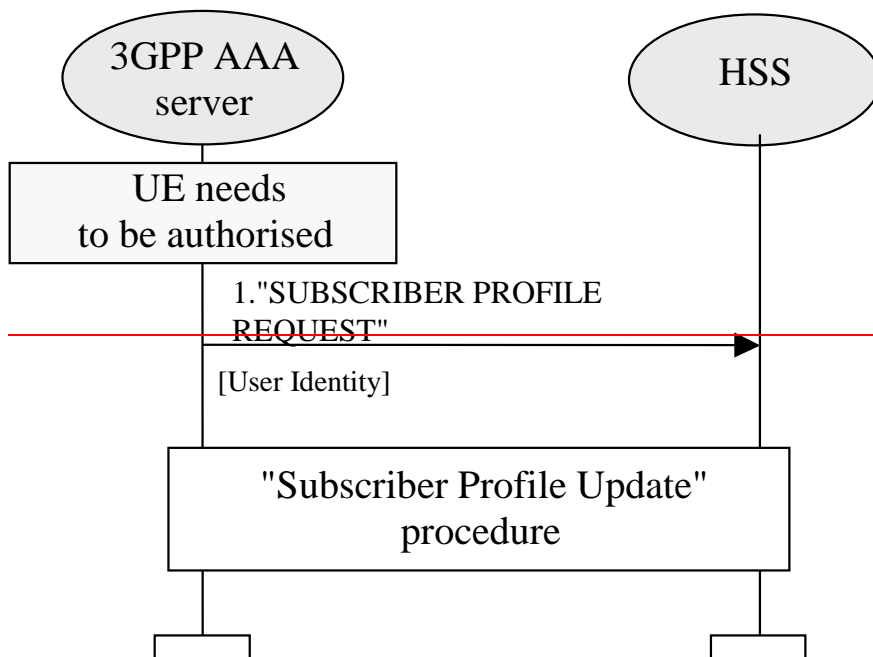 3GPP AAA
server
HSS
UE needs
to be authorised
1."SUBSCRIBER PROFILE
REQUEST"
[User Identity]
"Subscriber Profile Update"
procedure